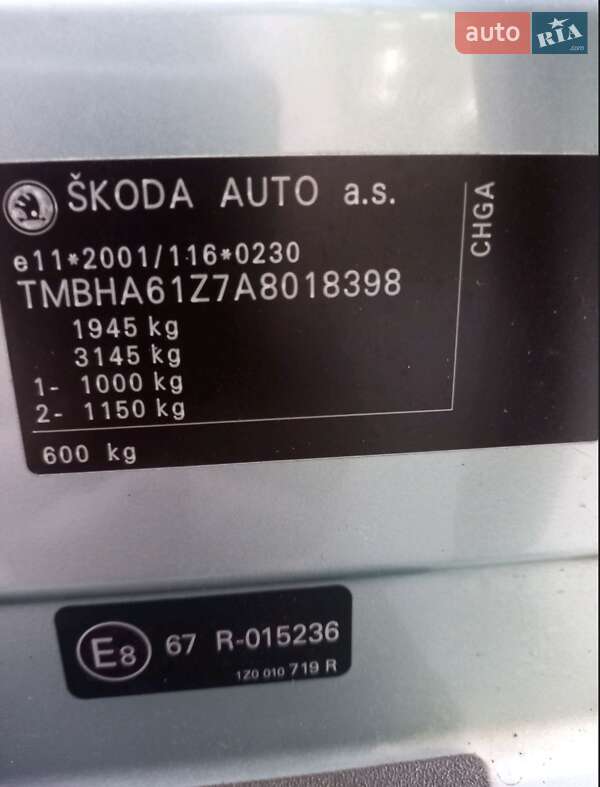 auto RIA .com
ŠKODA AUTO a.s.
CHGA
e11*2001/116*0230
TMBHA61Z7A8018398
1945 kg
3145 kg
1- 1000 kg
2- 1150 kg
600 kg
E8 67 R-015236
1Z0 010 719 R